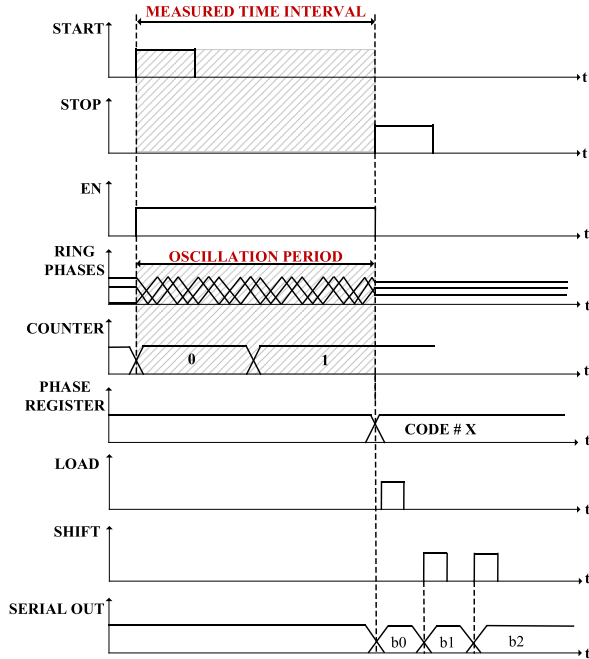 MEASURED TIME INTERVAL
START
t
STOP
t
EN
t
OSCILLATION PERIOD
RING
PHASES
t
COUNTER
0
1
t
PHASE
REGISTER
CODE # X
t
LOAD
t
SHIFT
t
SERIAL OUT
b0
b1
b2
t